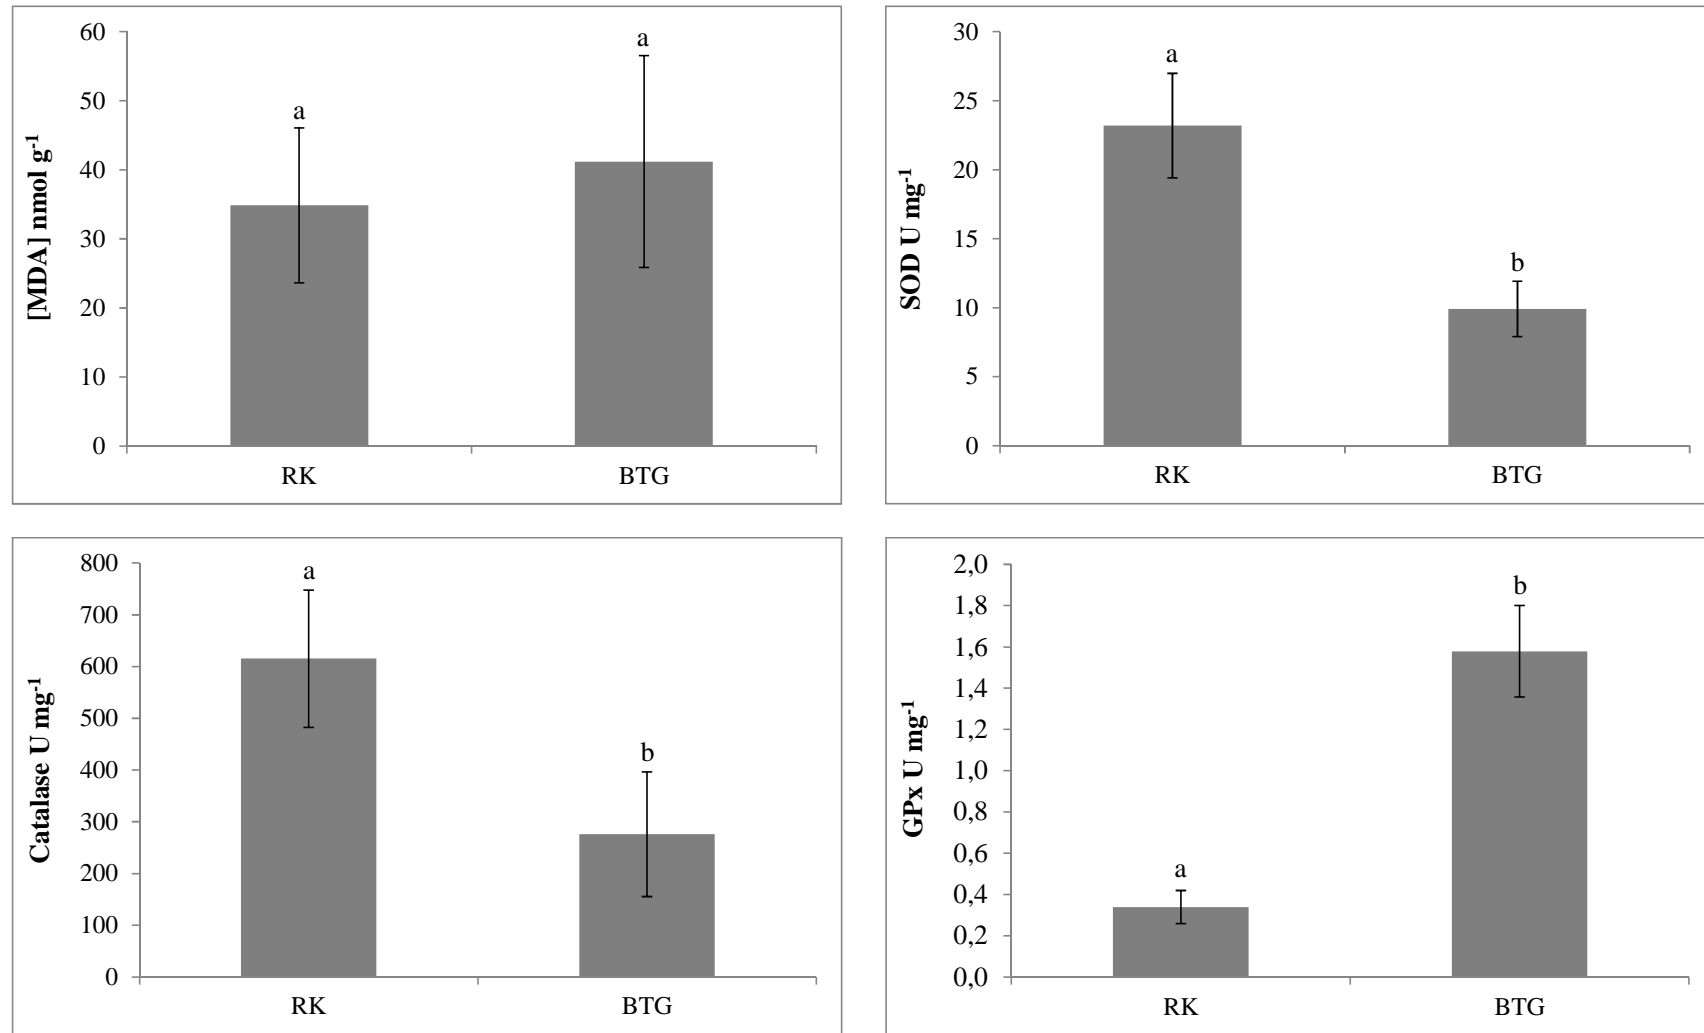 60
50
40
30
20
10
0
[MDA] nmol g-1
a
a
RK BTG
30
25
20
15
10
5
0
SOD U mg-1
a
b
RK BTG
800
700
600
500
400
300
200
100
0
Catalase U mg-1
a
b
RK BTG
2,0
1,8
1,6
1,4
1,2
1,0
0,8
0,6
0,4
0,2
0,0
GPx U mg-1
a
b
RK BTG